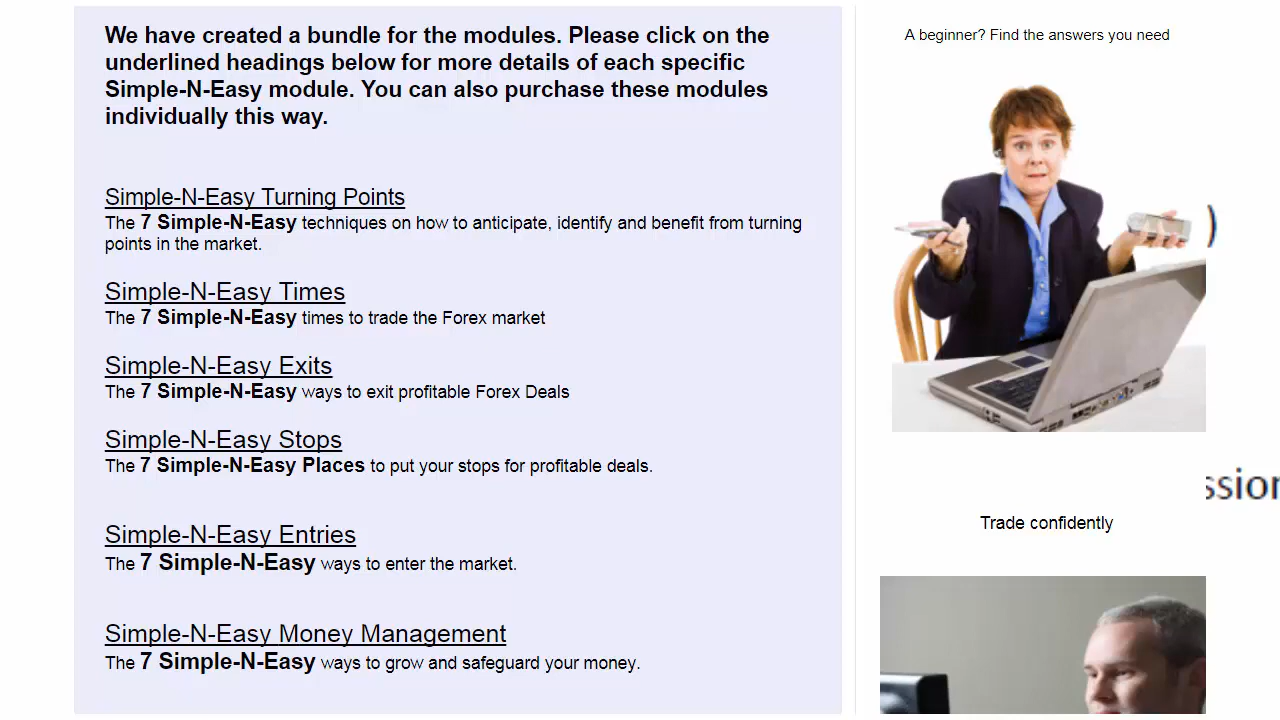 We have created a bundle for the modules. Please click on the
underlined headings below for more details of each specific
Simple-N-Easy module. You can also purchase these modules
individually this way.
Simple-N-Easy Turning Points
The 7 Simple-N-Easy techniques on how to anticipate, identify and benefit from turning
points in the market.
Simple-N-Easy Times
The 7 Simple-N-Easy times to trade the Forex market
Simple-N-Easy Exits
The 7 Simple-N-Easy ways to exit profitable Forex Deals
Simple-N-Easy Stops
The 7 Simple-N-Easy Places to put your stops for profitable deals.
Simple-N-Easy Entries
The 7 Simple-N-Easy ways to enter the market.
Simple-N-Easy Money Management
The 7 Simple-N-Easy ways to grow and safeguard your money.
A beginner? Find the answers you need
)
Trade confidently